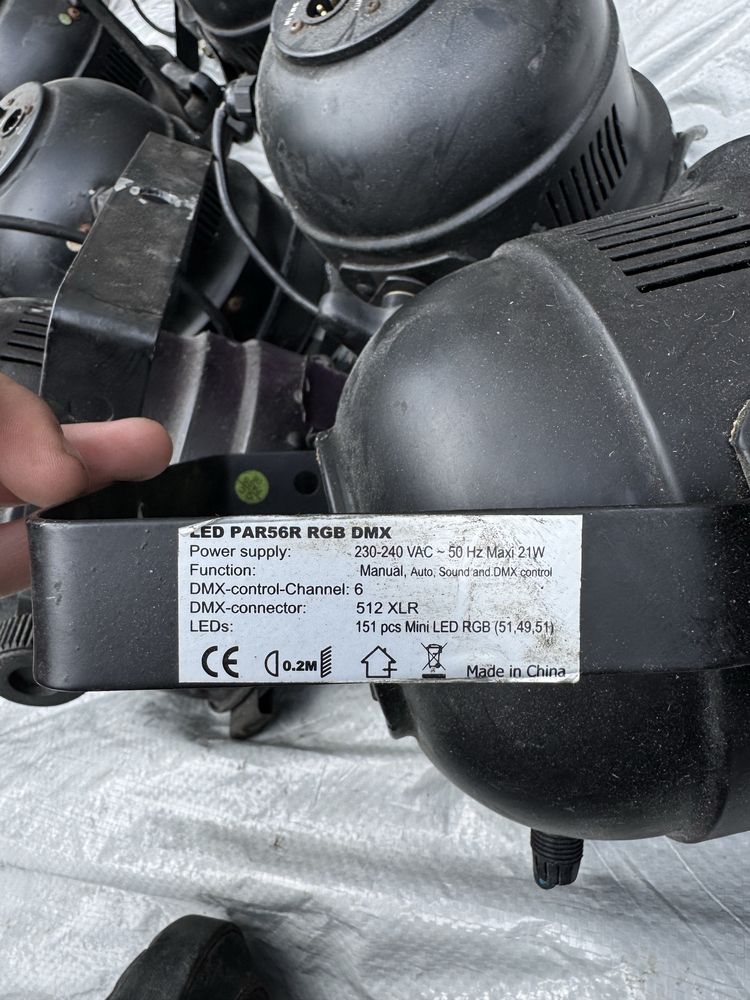 LED PAR56R RGB DMX
Power supply: 230-240 VAC ~ 50 Hz Maxi 21W
Function: Manual, Auto, Sound and DMX control
DMX-control-Channel: 6
DMX-connector: 512 XLR
LEDs: 151 pcs Mini LED RGB (51,49,51)
CE 0.2M Made in China